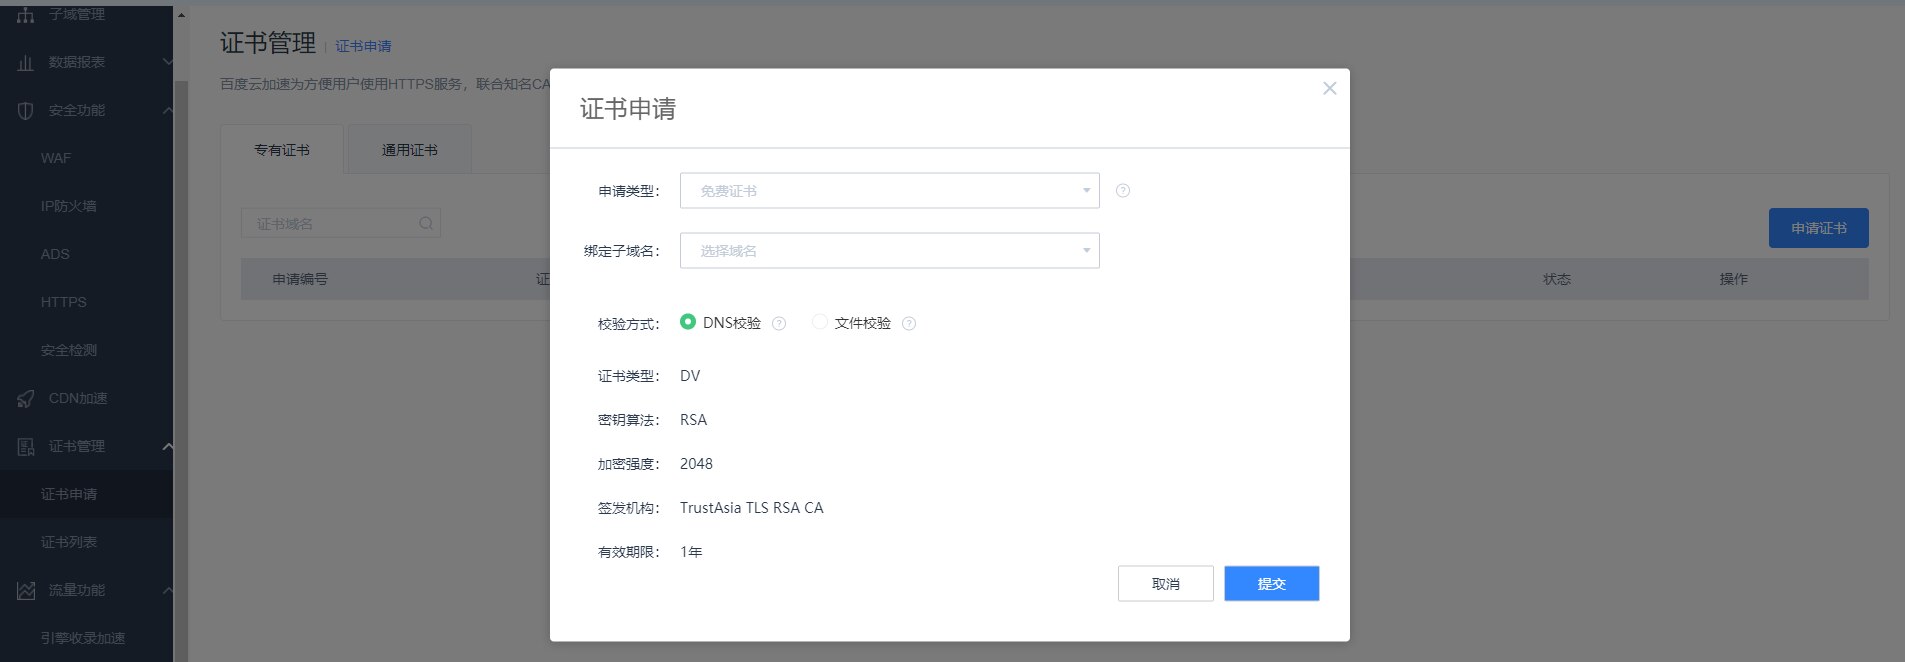 子域管理
数据报表
安全功能
WAF
IP防火墙
ADS
HTTPS
安全检测
CDN加速
证书管理
证书申请
证书列表
流量功能
引擎收录加速
证书管理 | 证书申请
百度云加速为方便用户使用HTTPS服务，联合知名CA
专有证书
通用证书
证书域名
申请证书
申请编号
证
状态
操作
证书申请
申请类型： 免费证书
绑定子域名： 选择域名
校验方式： DNS校验 文件校验
证书类型： DV
密钥算法： RSA
加密强度： 2048
签发机构： TrustAsia TLS RSA CA
有效期限： 1年
取消
提交